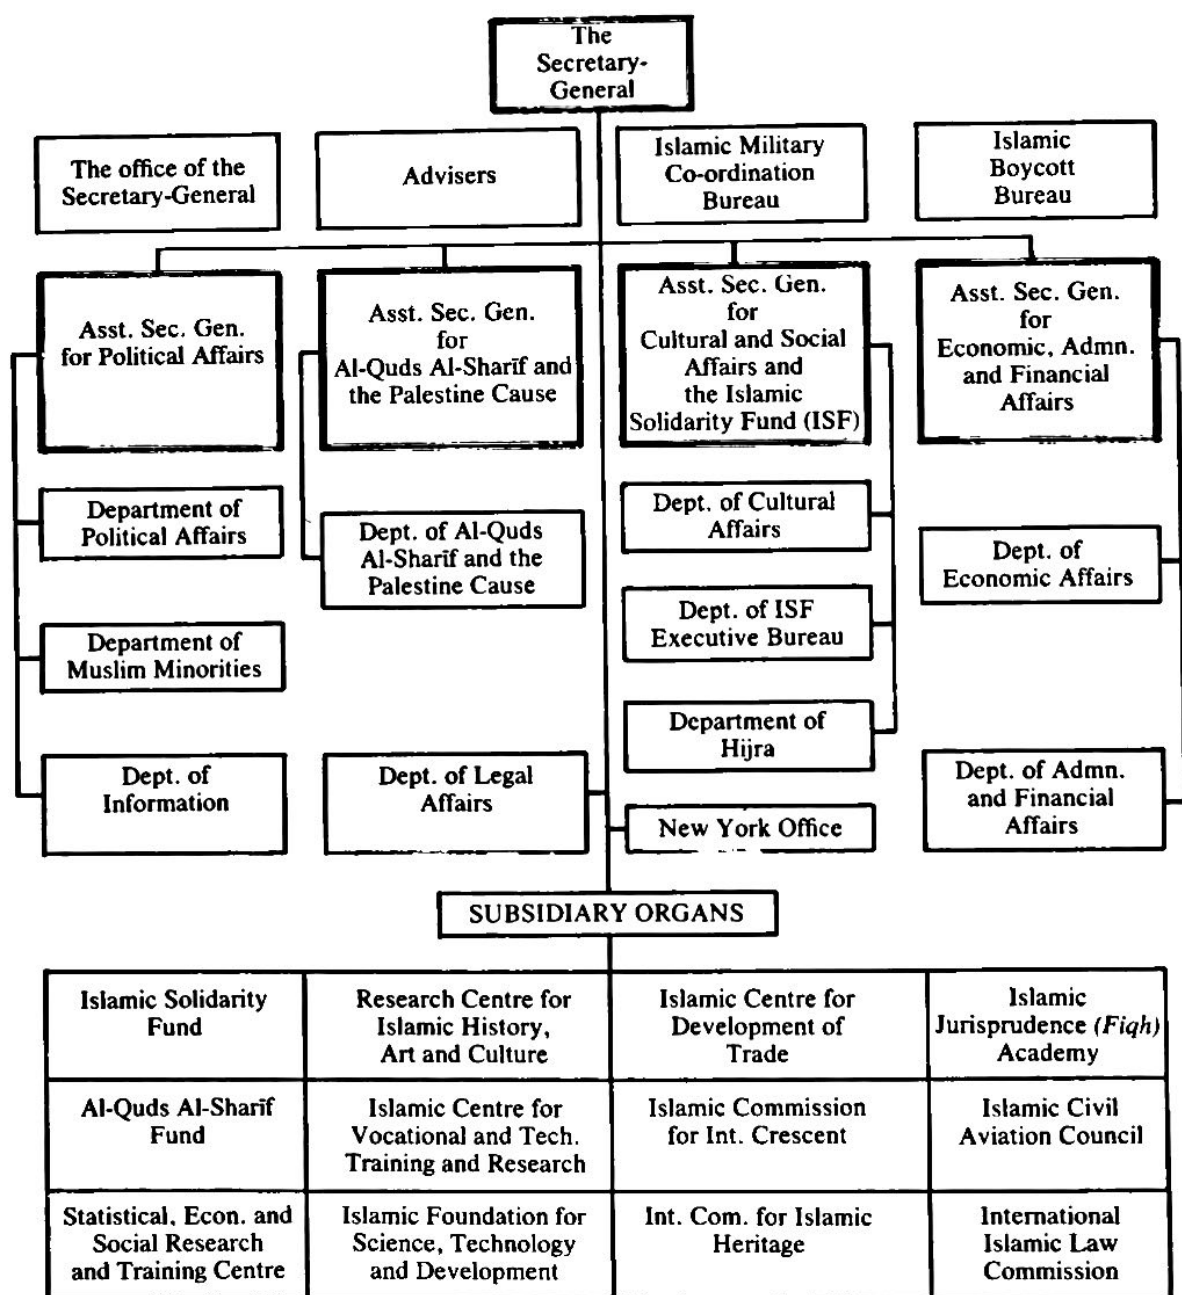 The
Secretary-
General
The office of the
Secretary-General
Advisers
Islamic Military
Co-ordination
Bureau
Islamic
Boycott
Bureau
Asst. Sec. Gen.
for Political Affairs
Asst. Sec. Gen.
for
Al-Quds Al-Sharīf and
the Palestine Cause
Asst. Sec. Gen.
for
Cultural and Social
Affairs and
the Islamic
Solidarity Fund (ISF)
Asst. Sec. Gen.
for
Economic, Admn.
and Financial
Affairs
Department of
Political Affairs
Dept. of Al-Quds
Al-Sharīf and the
Palestine Cause
Dept. of Cultural
Affairs
Dept. of
Economic Affairs
Department of
Muslim Minorities
Dept. of ISF
Executive Bureau
Department of
Hijra
Dept. of
Information
Dept. of Legal
Affairs
New York Office
Dept. of Admn.
and Financial
Affairs
SUBSIDIARY ORGANS
Islamic Solidarity
Fund
Research Centre for
Islamic History,
Art and Culture
Islamic Centre for
Development of
Trade
Islamic
Jurisprudence (Fiqh)
Academy
Al-Quds Al-Sharīf
Fund
Islamic Centre for
Vocational and Tech.
Training and Research
Islamic Commission
for Int. Crescent
Islamic Civil
Aviation Council
Statistical, Econ. and
Social Research
and Training Centre
Islamic Foundation for
Science, Technology
and Development
Int. Com. for Islamic
Heritage
International
Islamic Law
Commission